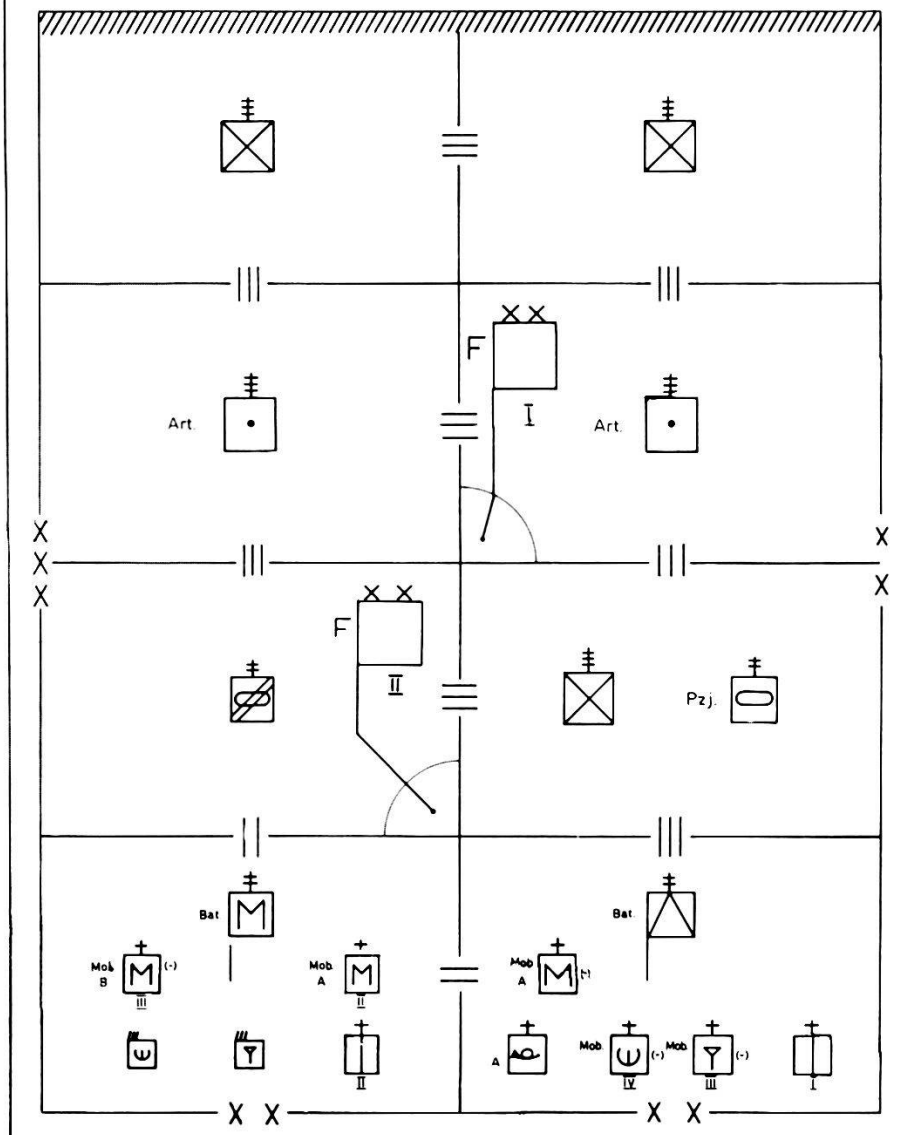 F
I
Art.
Art.
F
II
Pzj.
Bat
Bat.
Mob
B
(-)
III
Mob
A
II
Mob
A
II
A
Mob
(-)
IV
Mob
(-)
III
I